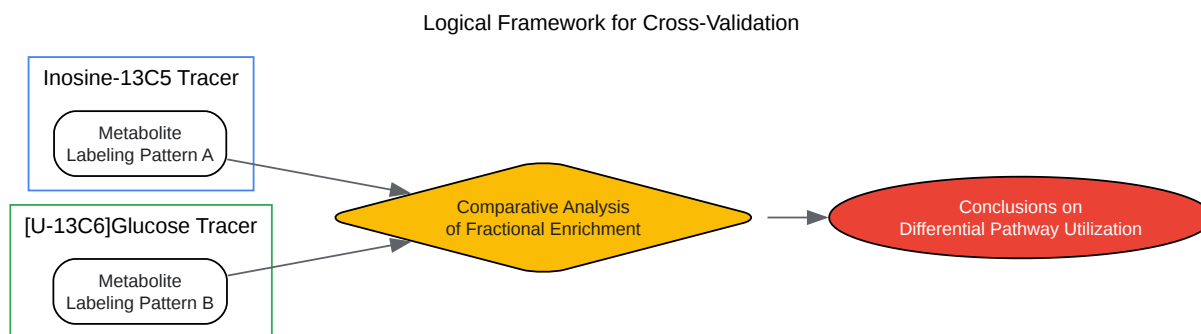 Logical Framework for Cross-Validation
Inosine-13C5 Tracer
Metabolite
Labeling Pattern A
[U-13C6]Glucose Tracer
Metabolite
Labeling Pattern B
Comparative Analysis
of Fractional Enrichment
Conclusions on
Differential Pathway Utilization